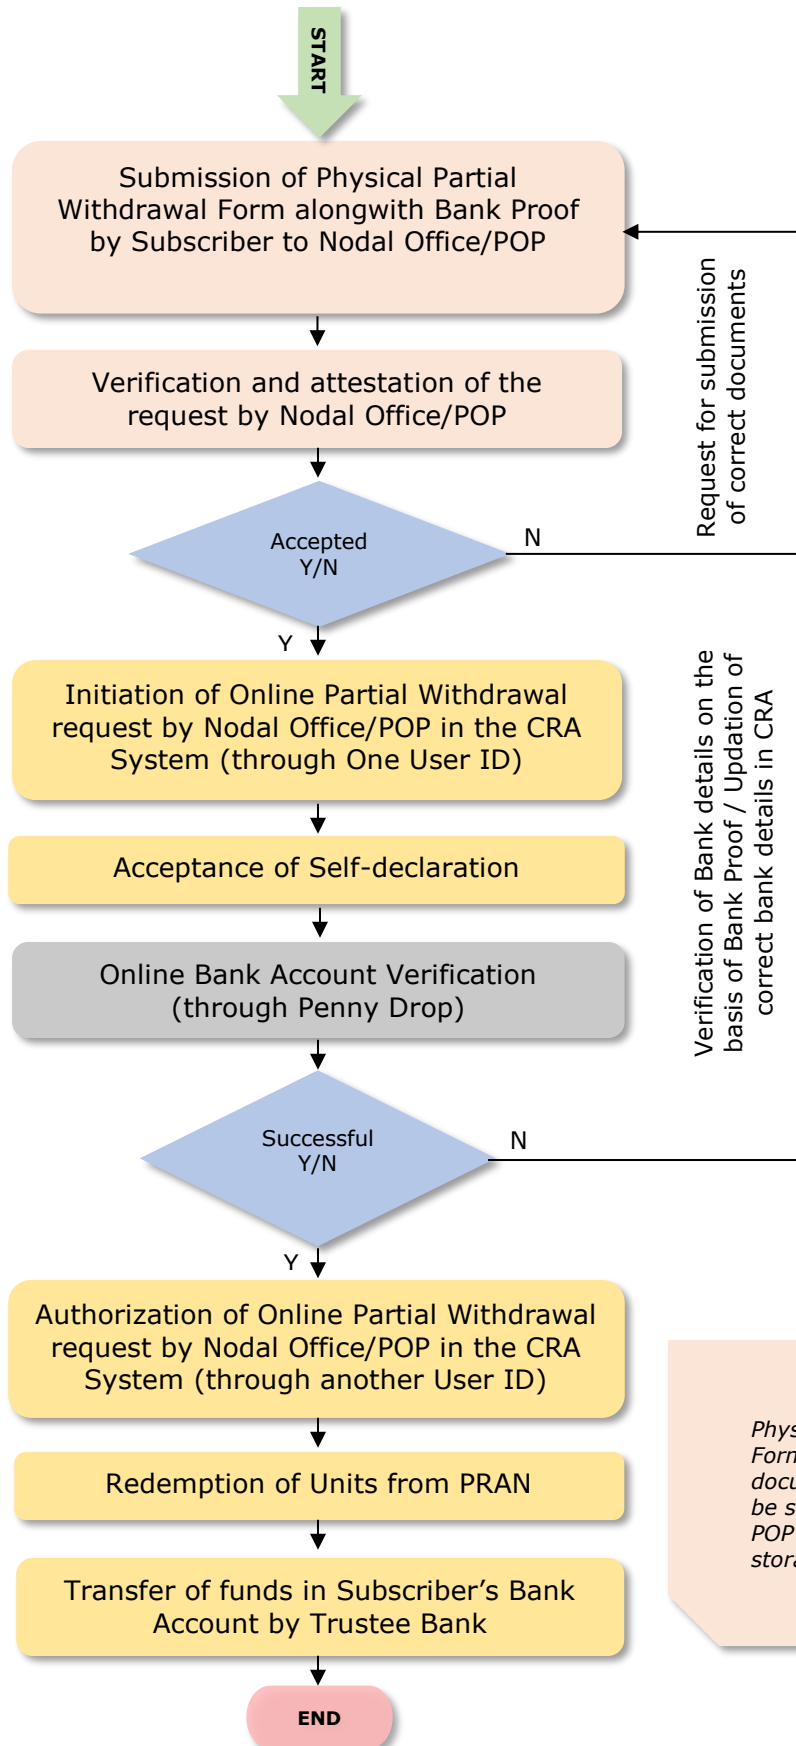 START
Submission of Physical Partial
Withdrawal Form alongwith Bank Proof
by Subscriber to Nodal Office/POP
Request for submission
of correct documents
Verification and attestation of the
request by Nodal Office/POP
Accepted
Y/N
N
Y
Initiation of Online Partial Withdrawal
request by Nodal Office/POP in the CRA
System (through One User ID)
Verification of Bank details on the
basis of Bank Proof / Updation of
correct bank details in CRA
Acceptance of Self-declaration
Online Bank Account Verification
(through Penny Drop)
Successful
Y/N
N
Y
Authorization of Online Partial Withdrawal
request by Nodal Office/POP in the CRA
System (through another User ID)
Redemption of Units from PRAN
be s
POP
Transfer of funds in Subscriber's Bank
Account by Trustee Bank
END